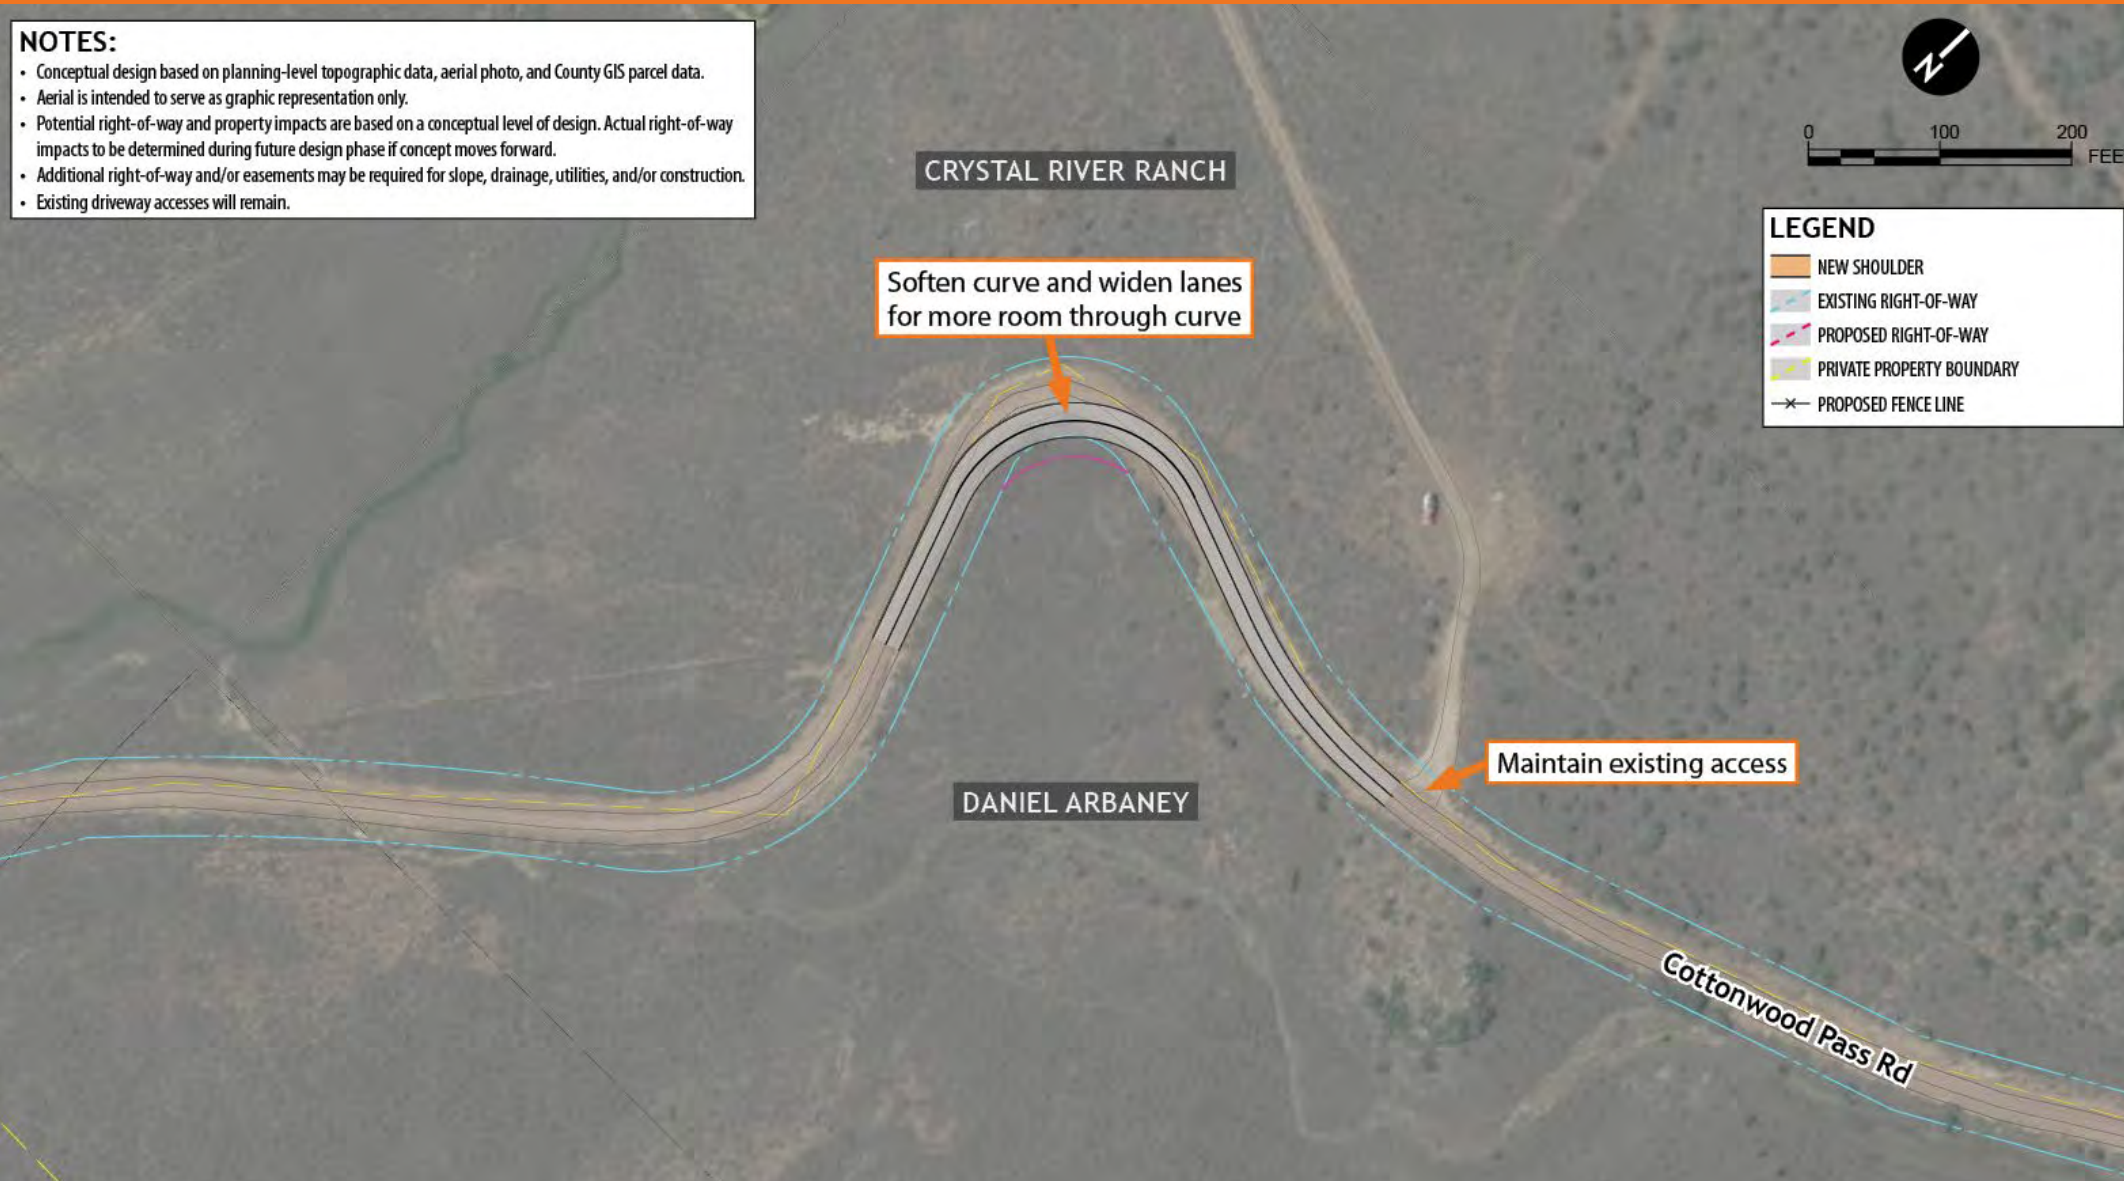 NOTES:
• Conceptual design based on planning-level topographic data, aerial photo, and County GIS parcel data.
• Aerial is intended to serve as graphic representation only.
• Potential right-of-way and property impacts are based on a conceptual level of design. Actual right-of-way
impacts to be determined during future design phase if concept moves forward.
• Additional right-of-way and/or easements may be required for slope, drainage, utilities, and/or construction.
• Existing driveway accesses will remain.
N
0 100 200
FEE
CRYSTAL RIVER RANCH
LEGEND
NEW SHOULDER
EXISTING RIGHT-OF-WAY
PROPOSED RIGHT-OF-WAY
PRIVATE PROPERTY BOUNDARY
PROPOSED FENCE LINE
Soften curve and widen lanes
for more room through curve
Maintain existing access
DANIEL ARBANEY
Cottonwood Pass Rd